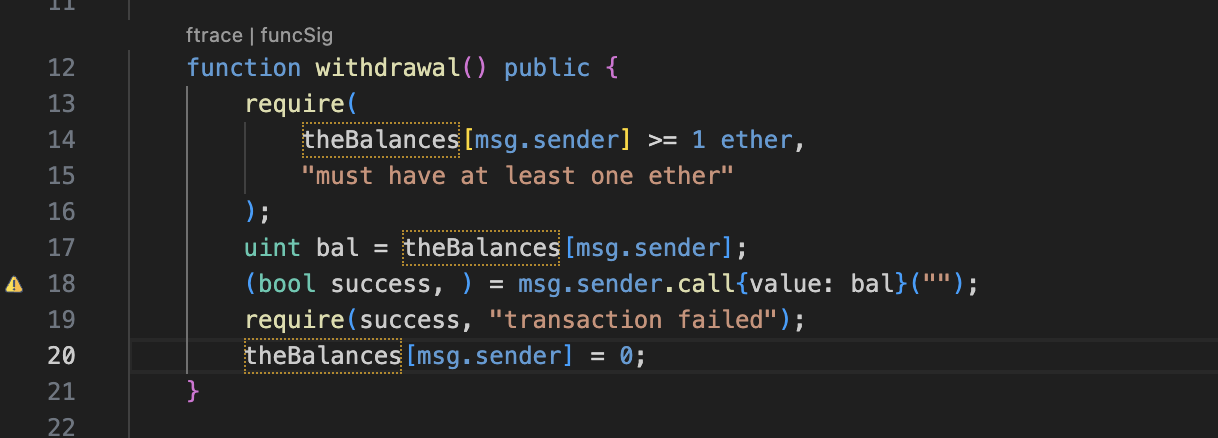 11
ftrace | funcSig
12 function withdrawal() public {
13 require(
14 theBalances[msg.sender] >= 1 ether,
15 "must have at least one ether"
16 );
17 uint bal = theBalances[msg.sender];
18 (bool success, ) = msg.sender.call{value: bal}("");
19 require(success, "transaction failed");
20 theBalances[msg.sender] = 0;
21 }
22